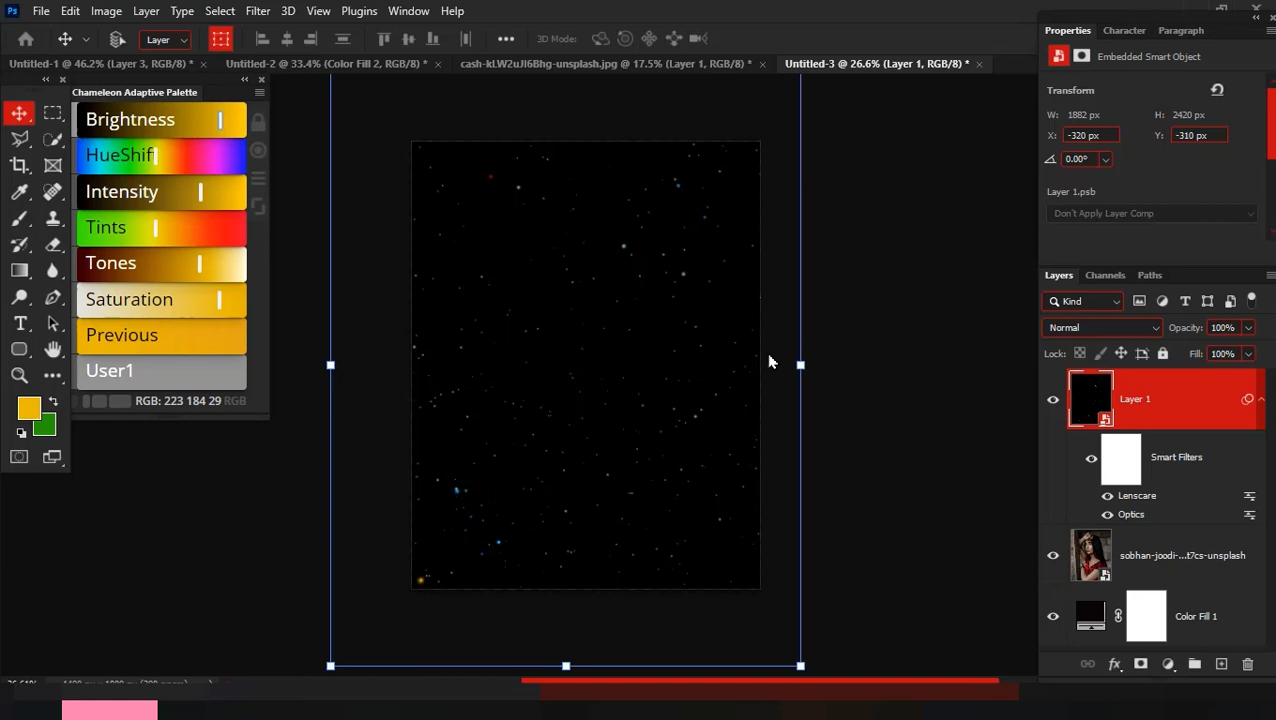 Ps File Edit Image Layer Type Select Filter 3D View Plugins Window Help
Layer 3D Mode:
Untitled-1 @ 46.2% (Layer 3, RGB/8) * Untitled-2 @ 33.4% (Color Fill 2, RGB/8) * cash-kLW2uJl6Bhg-unsplash.jpg @ 17.5% (Layer 1, RGB/8) * Untitled-3 @ 26.6% (Layer 1, RGB/8) *
Chameleon Adaptive Palette
Brightness
HueShift
Intensity
Tints
Tones
Saturation
Previous
User1
RGB: 223 184 29 RGB
Properties Character Paragraph
Embedded Smart Object
Transform
W: 1882 px H: 2420 px
X: -320 px Y: -310 px
0.00°
Layer 1.psb
Don't Apply Layer Comp
Layers Channels Paths
Kind
Normal Opacity: 100%
Lock: Fill: 100%
Layer 1
Smart Filters
Lenscare
Optics
sobhan-joodi-...t7cs-unsplash
Color Fill 1